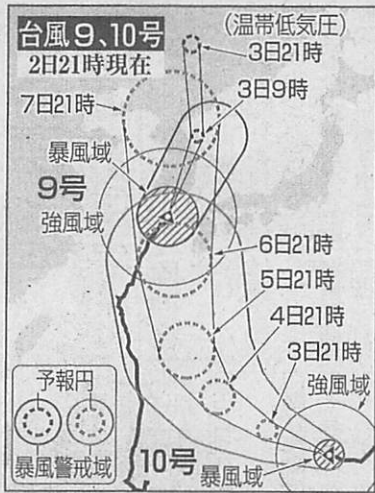 台風9、10号
2日21時現在
(温帯低気圧)
3日21時
3日9時
7日21時
暴風域
9号
強風域
6日21時
5日21時
4日21時
3日21時
強風域
予報円
暴風警戒域
10号
暴風域